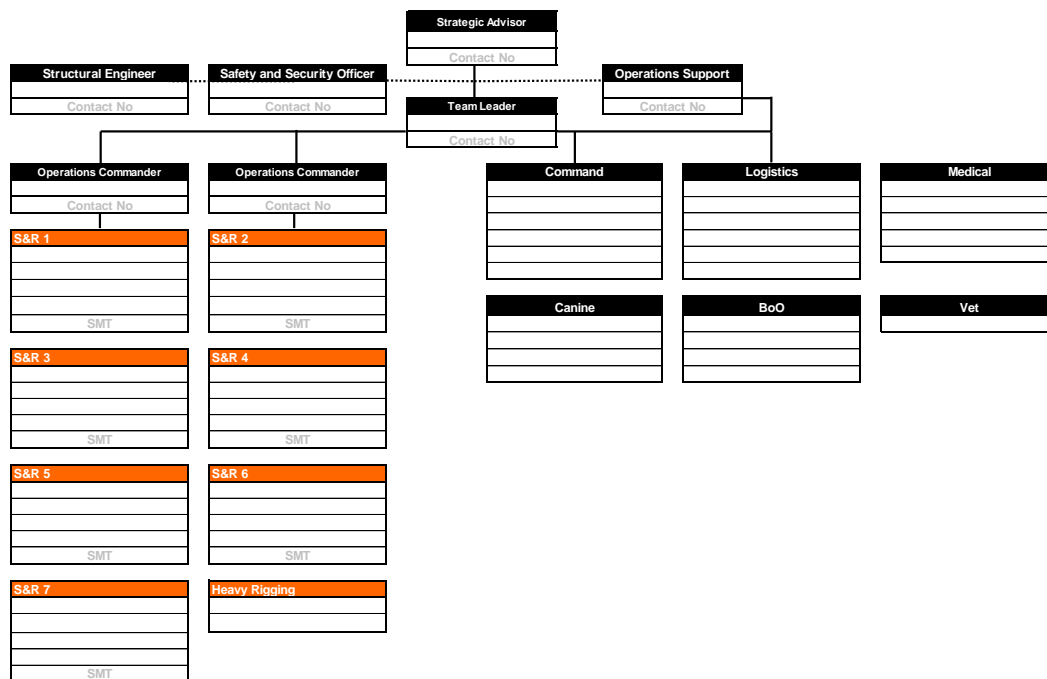 Strategic Advisor
Contact No
Structural Engineer
Contact No
Safety and Security Officer
Contact No
Operations Support
Contact No
Team Leader
Contact No
Operations Commander
Contact No
Operations Commander
Contact No
Command
Logistics
Medical
S&R 1
SMT
S&R 2
SMT
Canine
BoO
Vet
S&R 3
SMT
S&R 4
SMT
S&R 5
SMT
S&R 6
SMT
S&R 7
SMT
Heavy Rigging